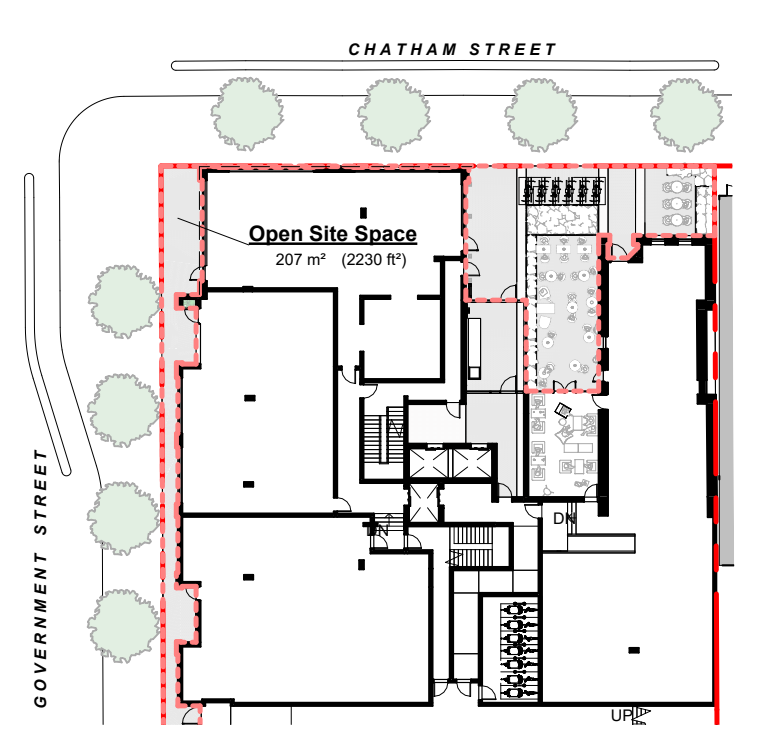 CHATHAM STREET
Open Site Space
207 m² (2230 ft²)
GOVERNMENT STREET
DN
DN
UP